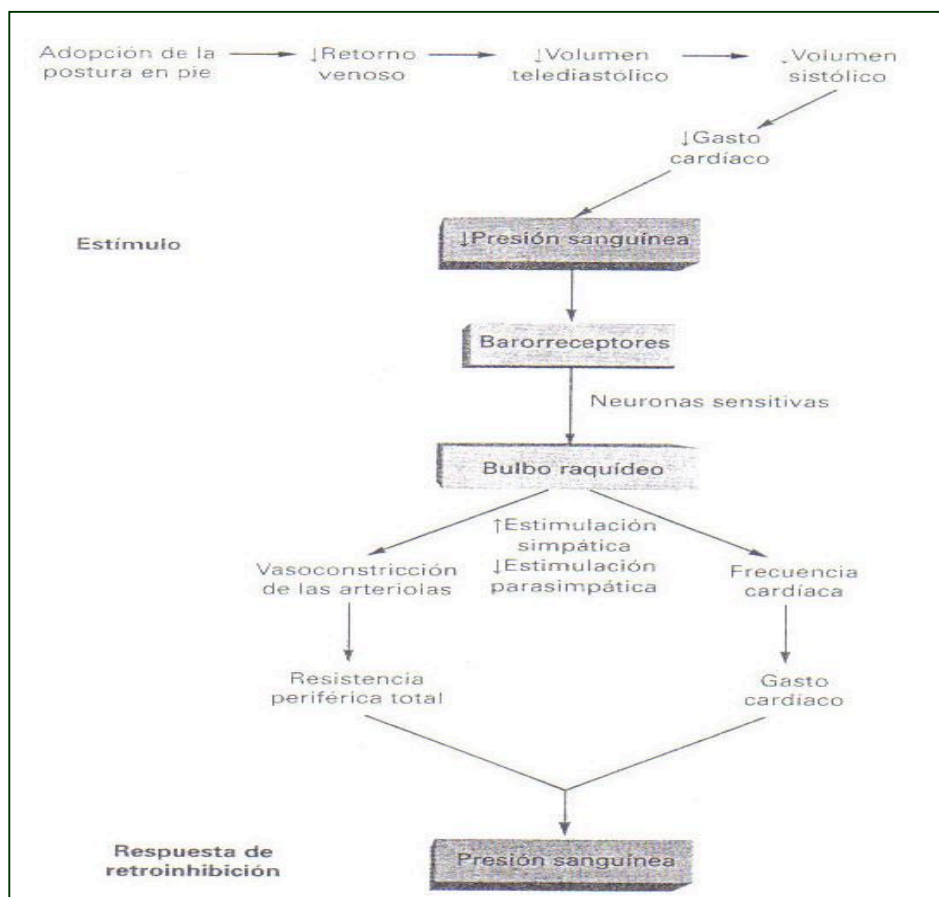 Adopción de la
postura en pie
↓Retorno
venoso
↓Volumen
telediastólico
↓Volumen
sistólico
↓Gasto
cardíaco
Estímulo
↓Presión sanguínea
Barorreceptores
Neuronas sensitivas
Bulbo raquídeo
↑Estimulación
simpática
↓Estimulación
parasimpática
Vasoconstricción
de las arteriolas
Frecuencia
cardíaca
Resistencia
periférica total
Gasto
cardíaco
Respuesta de
retroinhibición
Presión sanguínea